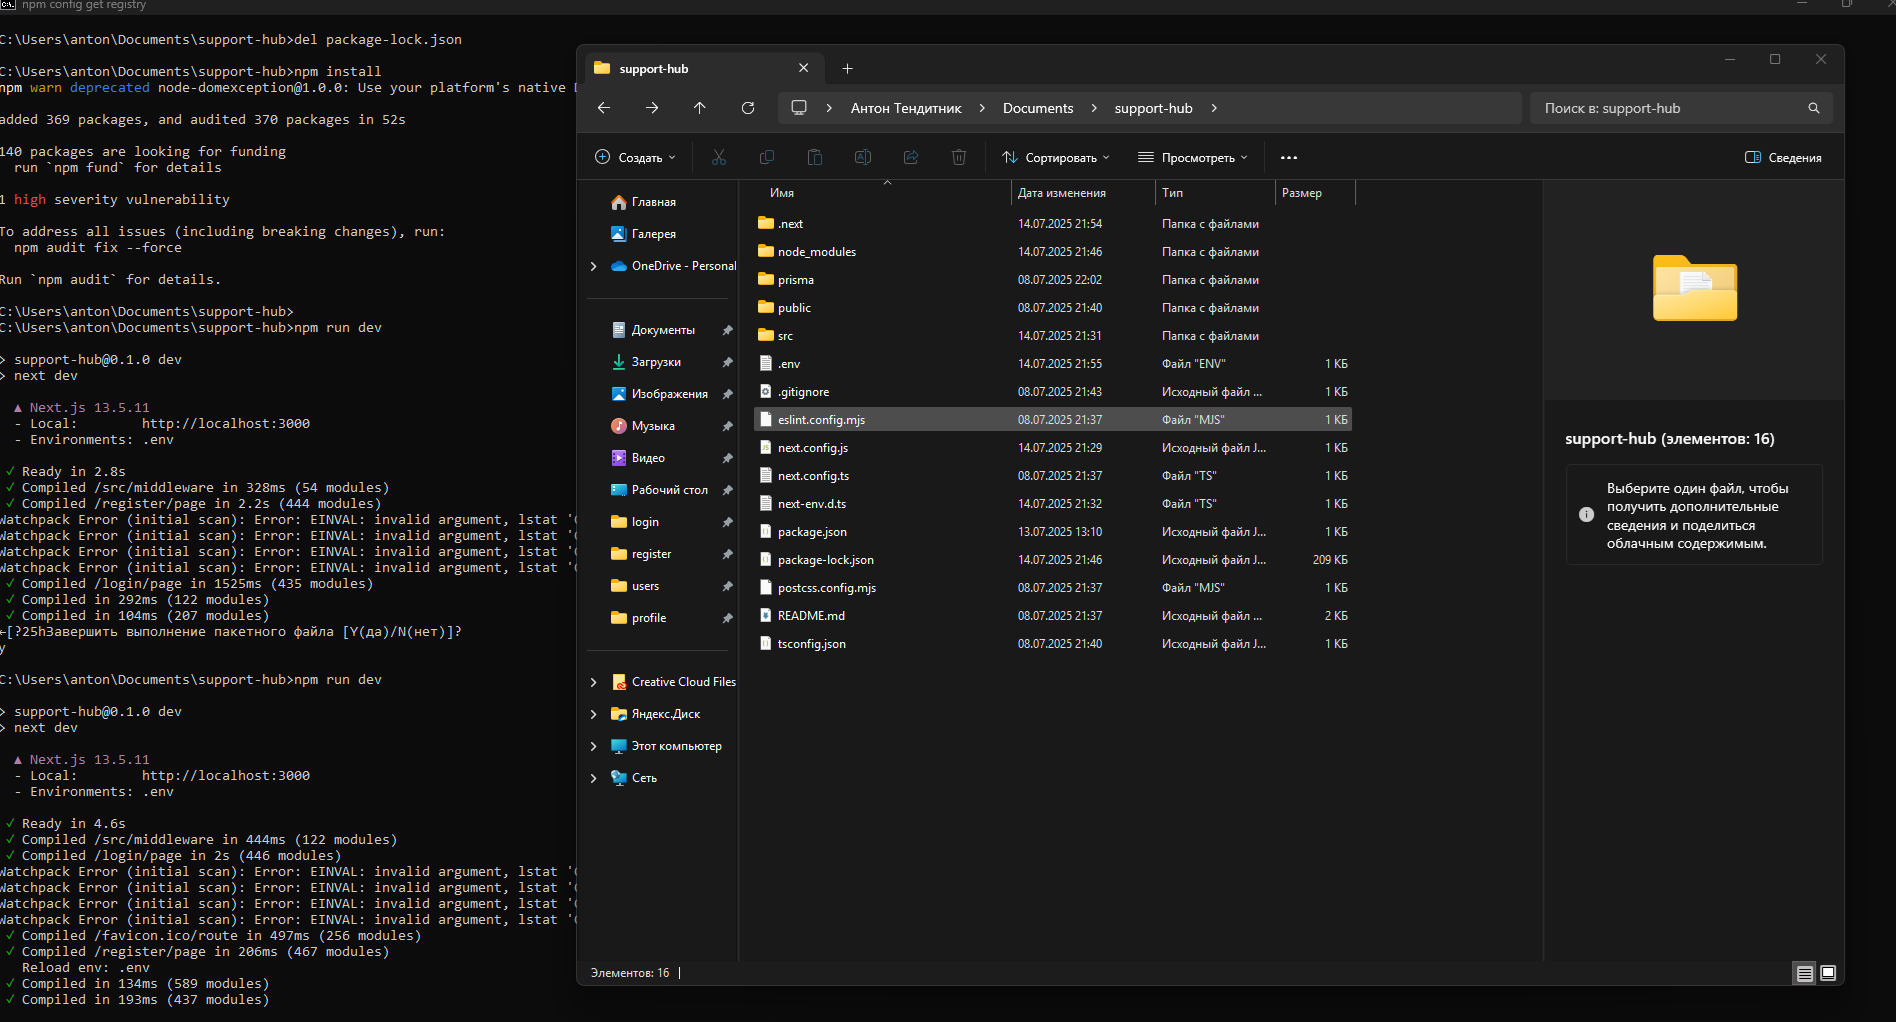 npm config get registry
C:\Users\anton\Documents\support-hub>del package-lock.json
C:\Users\anton\Documents\support-hub>npm install
npm warn deprecated node-domexception@1.0.0: Use your platform's native
added 369 packages, and audited 370 packages in 52s
140 packages are looking for funding
run `npm fund` for details
1 high severity vulnerability
To address all issues (including breaking changes), run:
npm audit fix --force
Run `npm audit` for details.
C:\Users\anton\Documents\support-hub>
C:\Users\anton\Documents\support-hub>npm run dev
> support-hub@0.1.0 dev
> next dev
▲ Next.js 13.5.11
- Local: http://localhost:3000
- Environments: .env
✓ Ready in 2.8s
✓ Compiled /src/middleware in 328ms (54 modules)
✓ Compiled /register/page in 2.2s (444 modules)
Watchpack Error (initial scan): Error: EINVAL: invalid argument, lstat '
Watchpack Error (initial scan): Error: EINVAL: invalid argument, lstat '
Watchpack Error (initial scan): Error: EINVAL: invalid argument, lstat '
Watchpack Error (initial scan): Error: EINVAL: invalid argument, lstat '
✓ Compiled /login/page in 1525ms (435 modules)
✓ Compiled in 292ms (122 modules)
✓ Compiled in 104ms (207 modules)
←[?25hЗавершить выполнение пакетного файла [Y(да)/N(нет)]?
y
C:\Users\anton\Documents\support-hub>npm run dev
> support-hub@0.1.0 dev
> next dev
▲ Next.js 13.5.11
- Local: http://localhost:3000
- Environments: .env
✓ Ready in 4.6s
✓ Compiled /src/middleware in 444ms (122 modules)
✓ Compiled /login/page in 2s (446 modules)
Watchpack Error (initial scan): Error: EINVAL: invalid argument, lstat '
Watchpack Error (initial scan): Error: EINVAL: invalid argument, lstat '
Watchpack Error (initial scan): Error: EINVAL: invalid argument, lstat '
Watchpack Error (initial scan): Error: EINVAL: invalid argument, lstat '
✓ Compiled /favicon.ico/route in 497ms (256 modules)
✓ Compiled /register/page in 206ms (467 modules)
Reload env: .env
✓ Compiled in 134ms (589 modules)
✓ Compiled in 193ms (437 modules)
support-hub
Антон Тендитник > Documents > support-hub >
Поиск в: support-hub
Создать
Сортировать
Просмотреть
Сведения
Главная
Галерея
OneDrive - Personal
Документы
Загрузки
Изображения
Музыка
Видео
Рабочий стол
login
register
users
profile
Creative Cloud Files
Яндекс.Диск
Этот компьютер
Сеть
Имя Дата изменения Тип Размер
.next 14.07.2025 21:54 Папка с файлами
node_modules 14.07.2025 21:46 Папка с файлами
prisma 08.07.2025 22:02 Папка с файлами
public 08.07.2025 21:40 Папка с файлами
src 14.07.2025 21:31 Папка с файлами
.env 14.07.2025 21:55 Файл "ENV" 1 КБ
.gitignore 08.07.2025 21:43 Исходный файл ... 1 КБ
eslint.config.mjs 08.07.2025 21:37 Файл "MJS" 1 КБ
next.config.js 14.07.2025 21:29 Исходный файл J... 1 КБ
next.config.ts 08.07.2025 21:37 Файл "TS" 1 КБ
next-env.d.ts 14.07.2025 21:32 Файл "TS" 1 КБ
package.json 13.07.2025 13:10 Исходный файл J... 1 КБ
package-lock.json 14.07.2025 21:46 Исходный файл J... 209 КБ
postcss.config.mjs 08.07.2025 21:37 Файл "MJS" 1 КБ
README.md 08.07.2025 21:37 Исходный файл ... 2 КБ
tsconfig.json 08.07.2025 21:40 Исходный файл J... 1 КБ
support-hub (элементов: 16)
Выберите один файл, чтобы
получить дополнительные
сведения и поделиться
облачным содержимым.
Элементов: 16